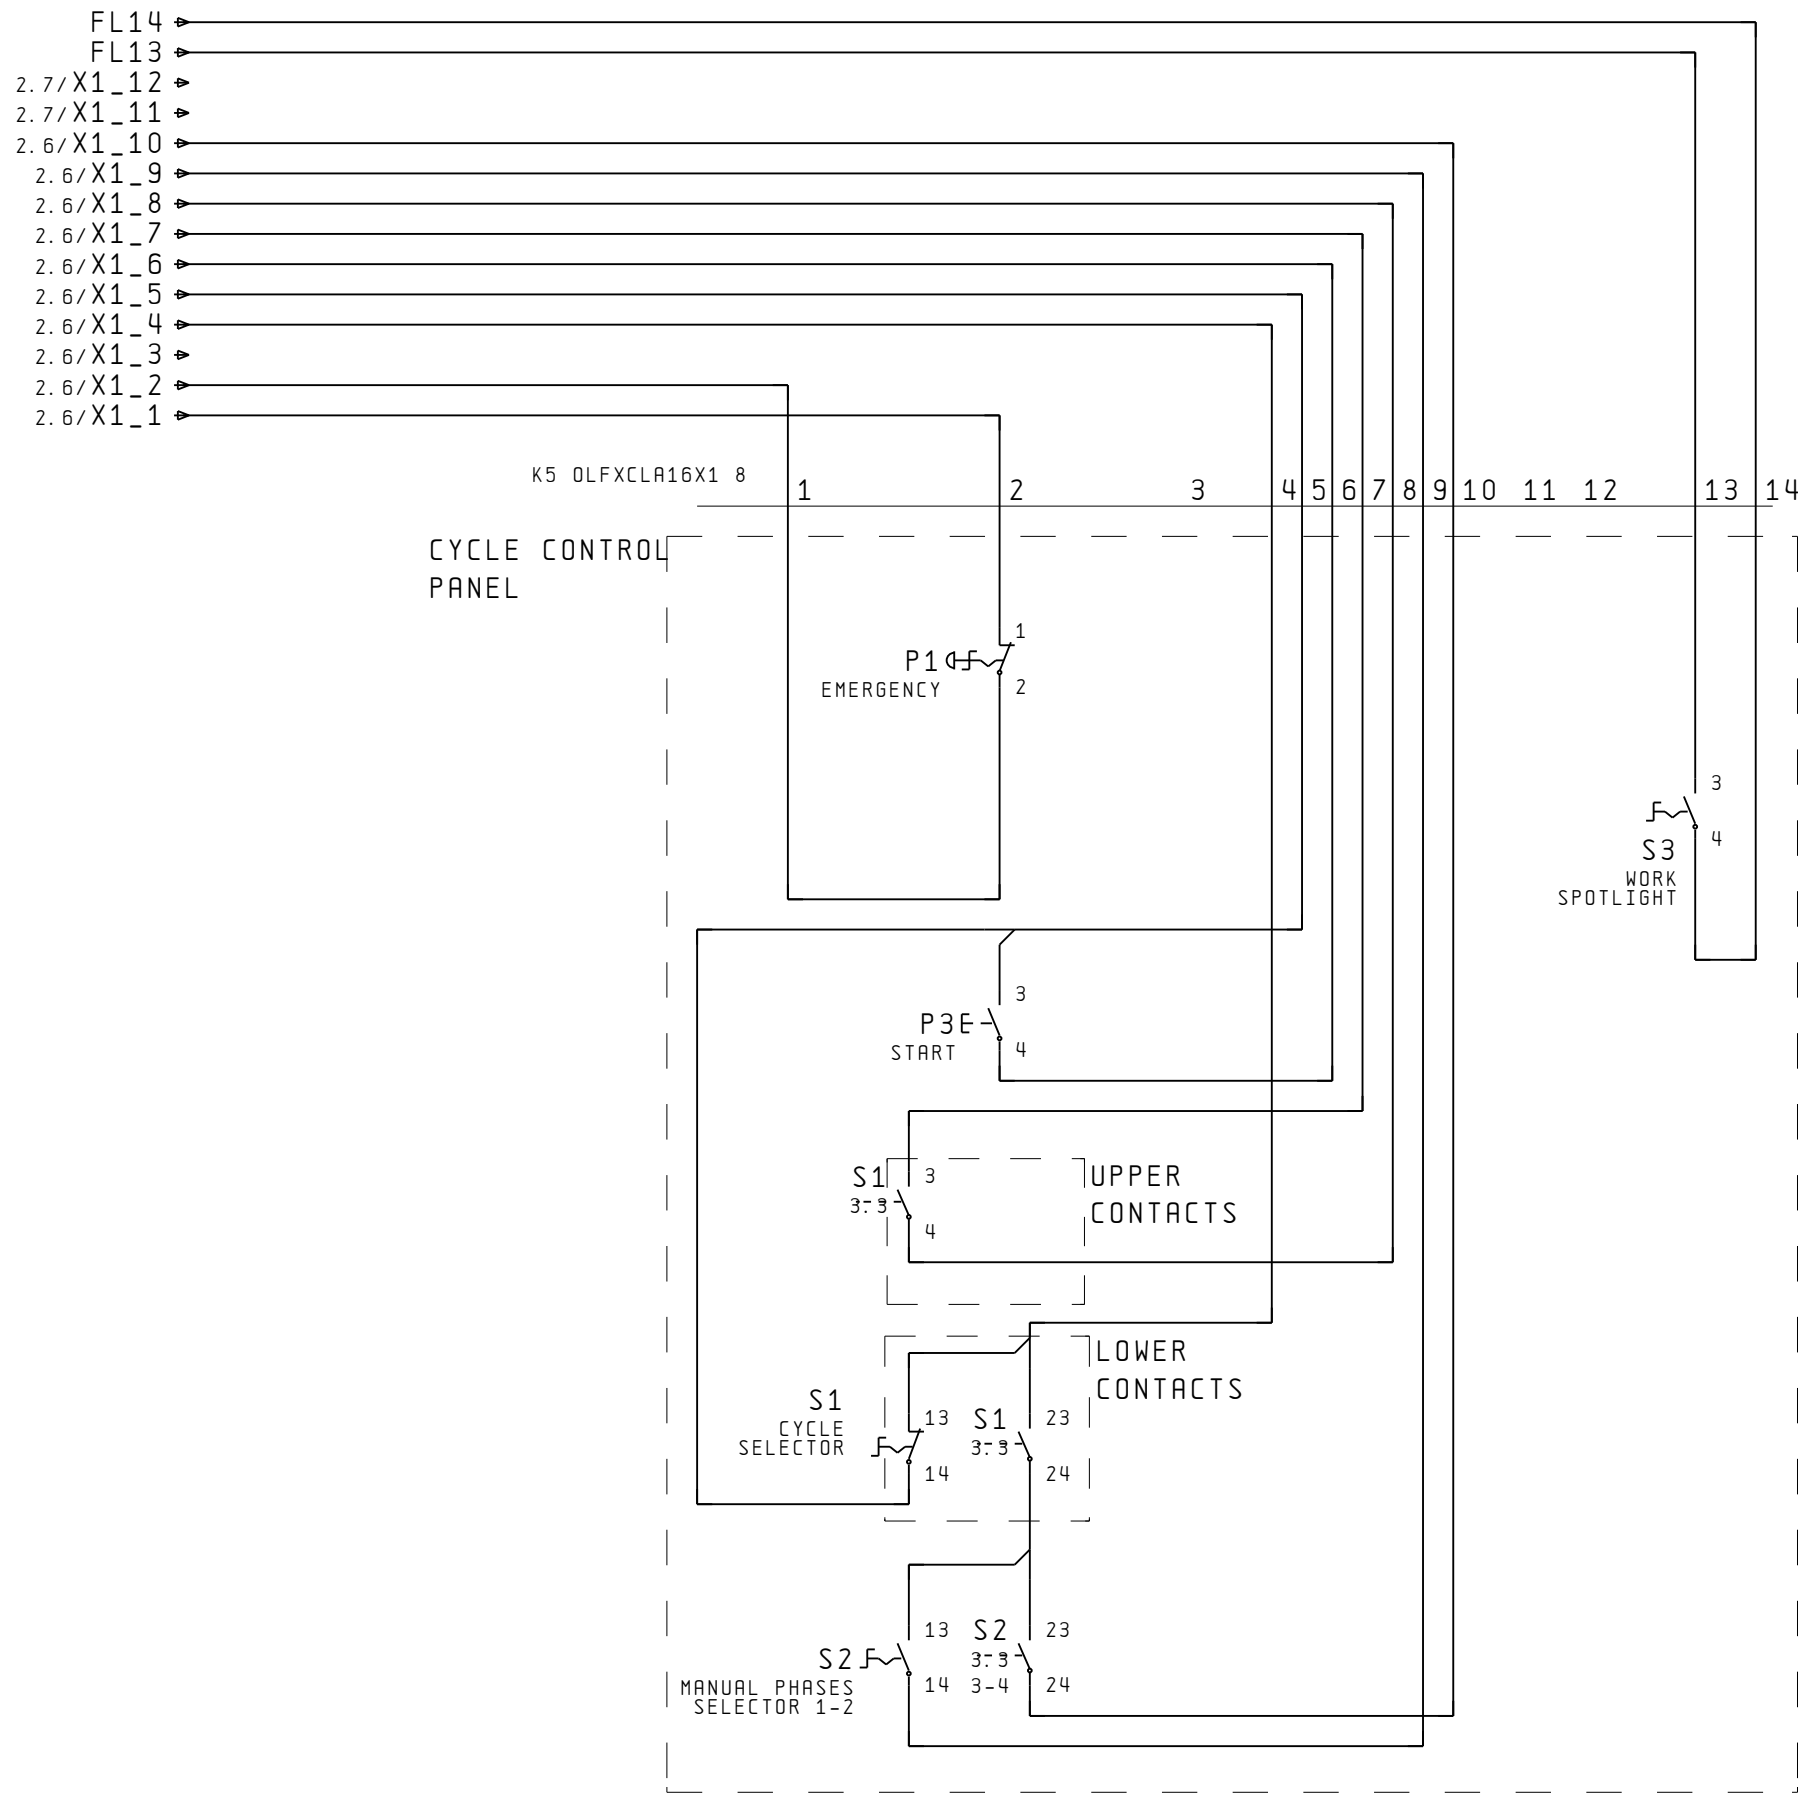 FL14
FL13
2.7/X1_12
2.7/X1_11
2.6/X1_10
2.6/X1_9
2.6/X1_8
2.6/X1_7
2.6/X1_6
2.6/X1_5
2.6/X1_4
2.6/X1_3
2.6/X1_2
2.6/X1_1
K5 OLFXCLA16X1 8
1 2 3 4 5 6 7 8 9 10 11 12 13 14
CYCLE CONTROL
PANEL
1
P1
EMERGENCY
2
3
4
S3
WORK
SPOTLIGHT
3
P3
START
4
S1
3.3
3
4
UPPER
CONTACTS
LOWER
CONTACTS
S1
CYCLE
SELECTOR
13
14
S1
3.3
23
24
S2
MANUAL PHASES
SELECTOR 1-2
13
14
S2
3.3
3-4
23
24